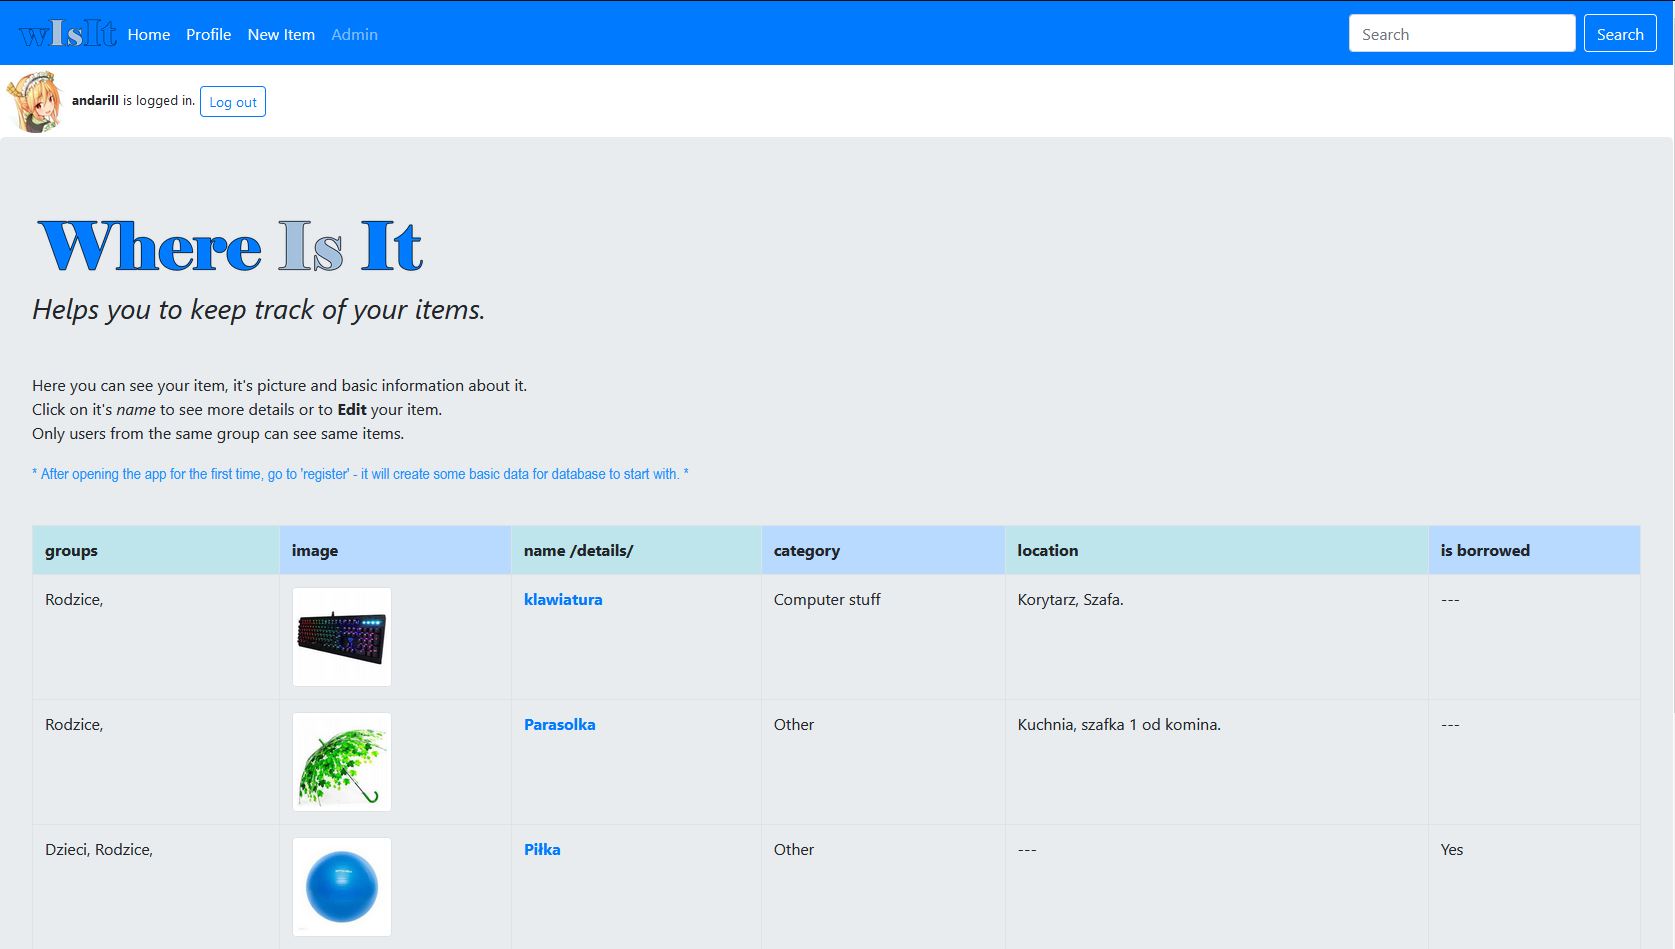 wIsIt Home Profile New Item Admin Search Search
andarill is logged in. Log out
Where Is It
Helps you to keep track of your items.
Here you can see your item, it's picture and basic information about it.
Click on it's name to see more details or to Edit your item.
Only users from the same group can see same items.
* After opening the app for the first time, go to 'register' - it will create some basic data for database to start with. *
groups image name /details/ category location is borrowed
Rodzice, klawiatura Computer stuff Korytarz, Szafa. ---
Rodzice, Parasolka Other Kuchnia, szafka 1 od komina. ---
Dzieci, Rodzice, Piłka Other --- Yes